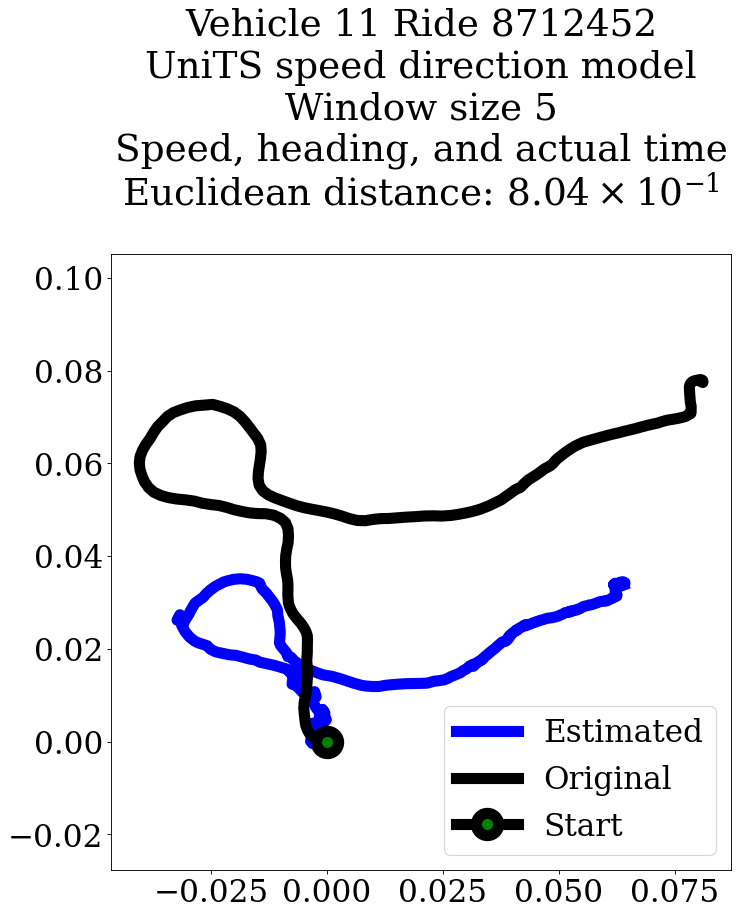 Vehicle 11 Ride 8712452
UniTS speed direction model
Window size 5
Speed, heading, and actual time
Euclidean distance: 8.04 × 10⁻¹
0.10
0.08
0.06
0.04
0.02
0.00
−0.02
Estimated
Original
Start
−0.025 0.000 0.025 0.050 0.075